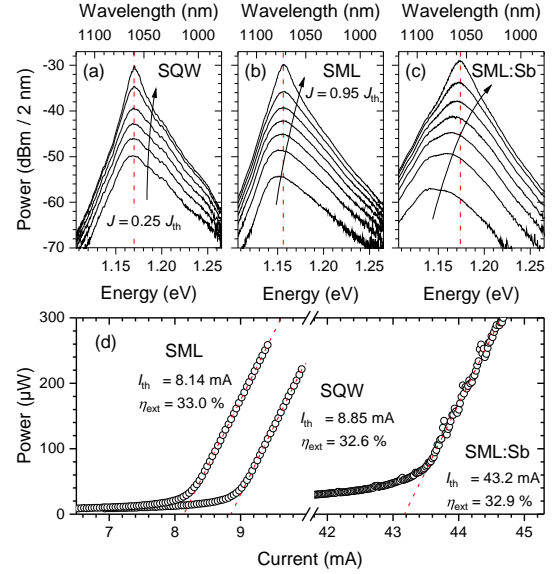 Wavelength (nm) Wavelength (nm) Wavelength (nm)
1100 1050 1000 1100 1050 1000 1100 1050 1000
(a) SQW (b) SML (c) SML:Sb
-30
-40
-50
-60
-70
Power (dBm / 2 nm)
J = 0.25 Jth
J = 0.95 Jth
1.15 1.20 1.25 1.15 1.20 1.25 1.15 1.20 1.25
Energy (eV) Energy (eV) Energy (eV)
300
200
100
0
Power (µW)
(d)
SML
Ith = 8.14 mA
ηext = 33.0 %
SQW
Ith = 8.85 mA
ηext = 32.6 %
SML:Sb
Ith = 43.2 mA
ηext = 32.9 %
7 8 9 42 43 44 45
Current (mA)